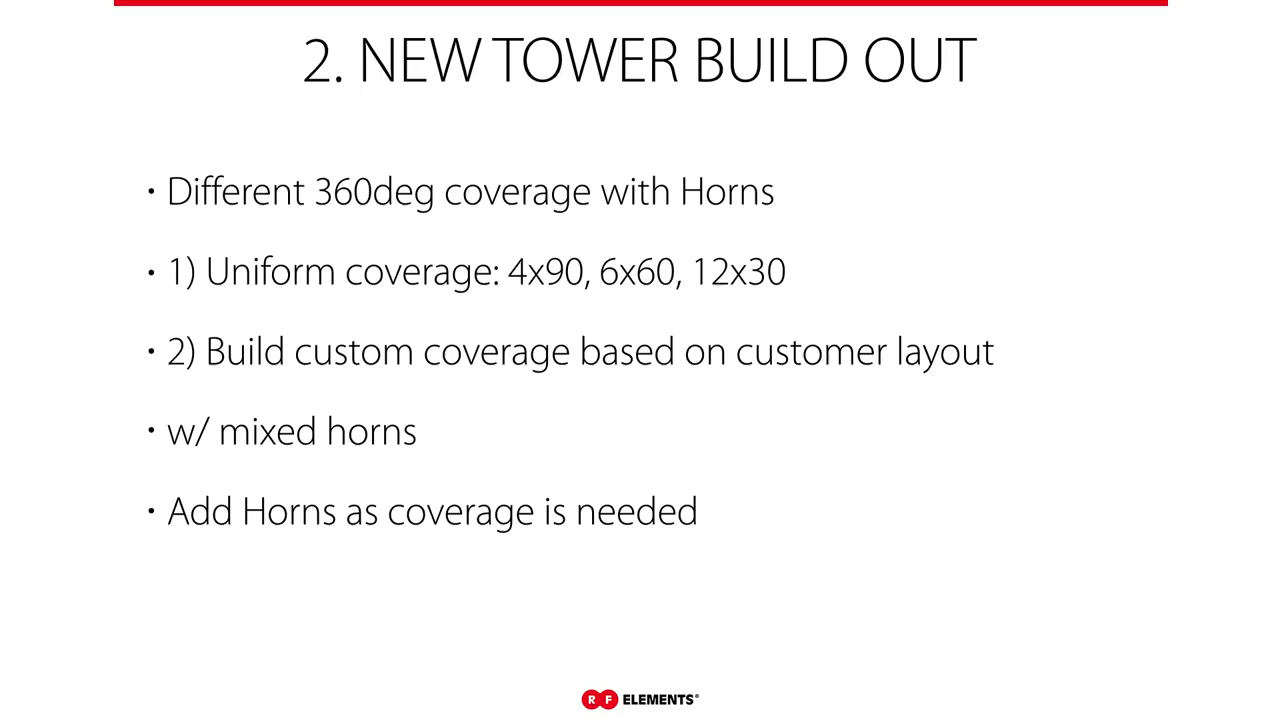 2. NEW TOWER BUILD OUT
• Different 360deg coverage with Horns
• 1) Uniform coverage: 4x90, 6x60, 12x30
• 2) Build custom coverage based on customer layout
• w/ mixed horns
• Add Horns as coverage is needed
RF ELEMENTS®